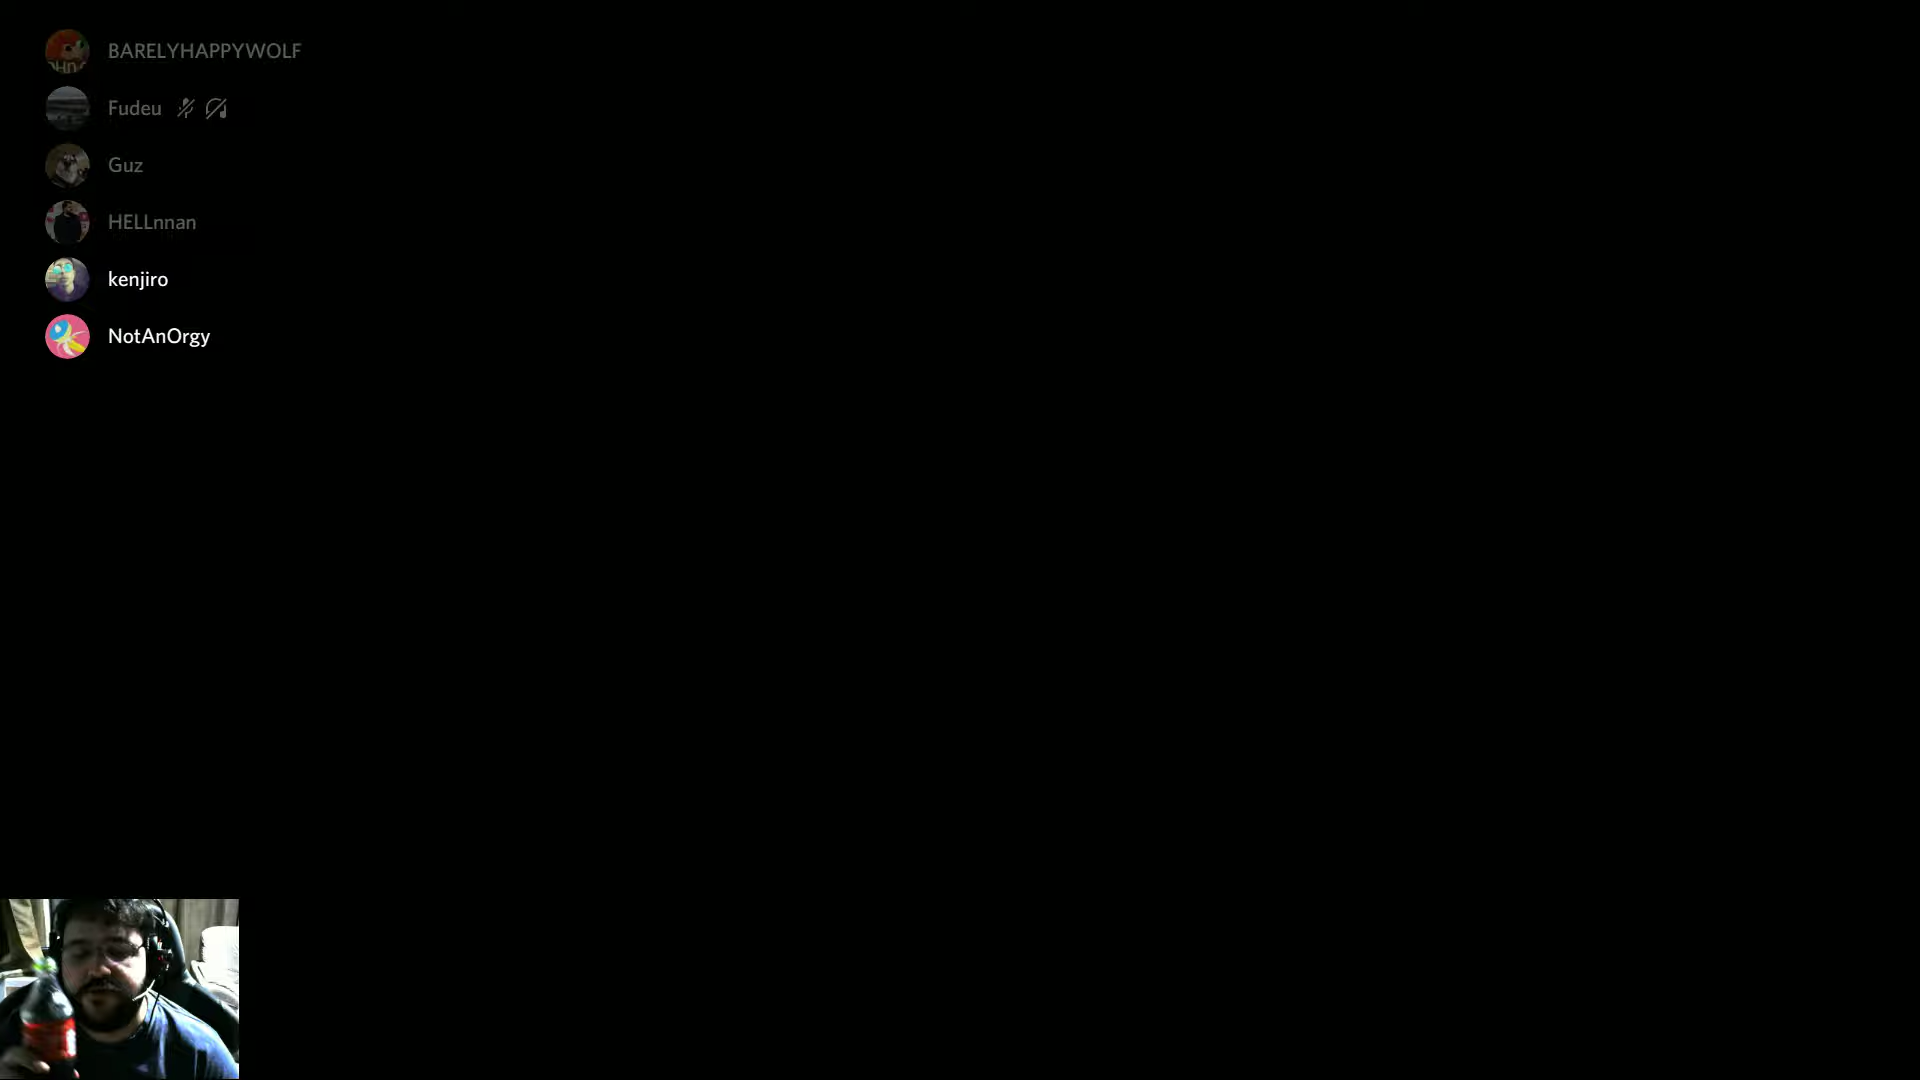 BARELYHAPPYWOLF
Fudeu
Guz
HELLnnan
kenjiro
NotAnOrgy